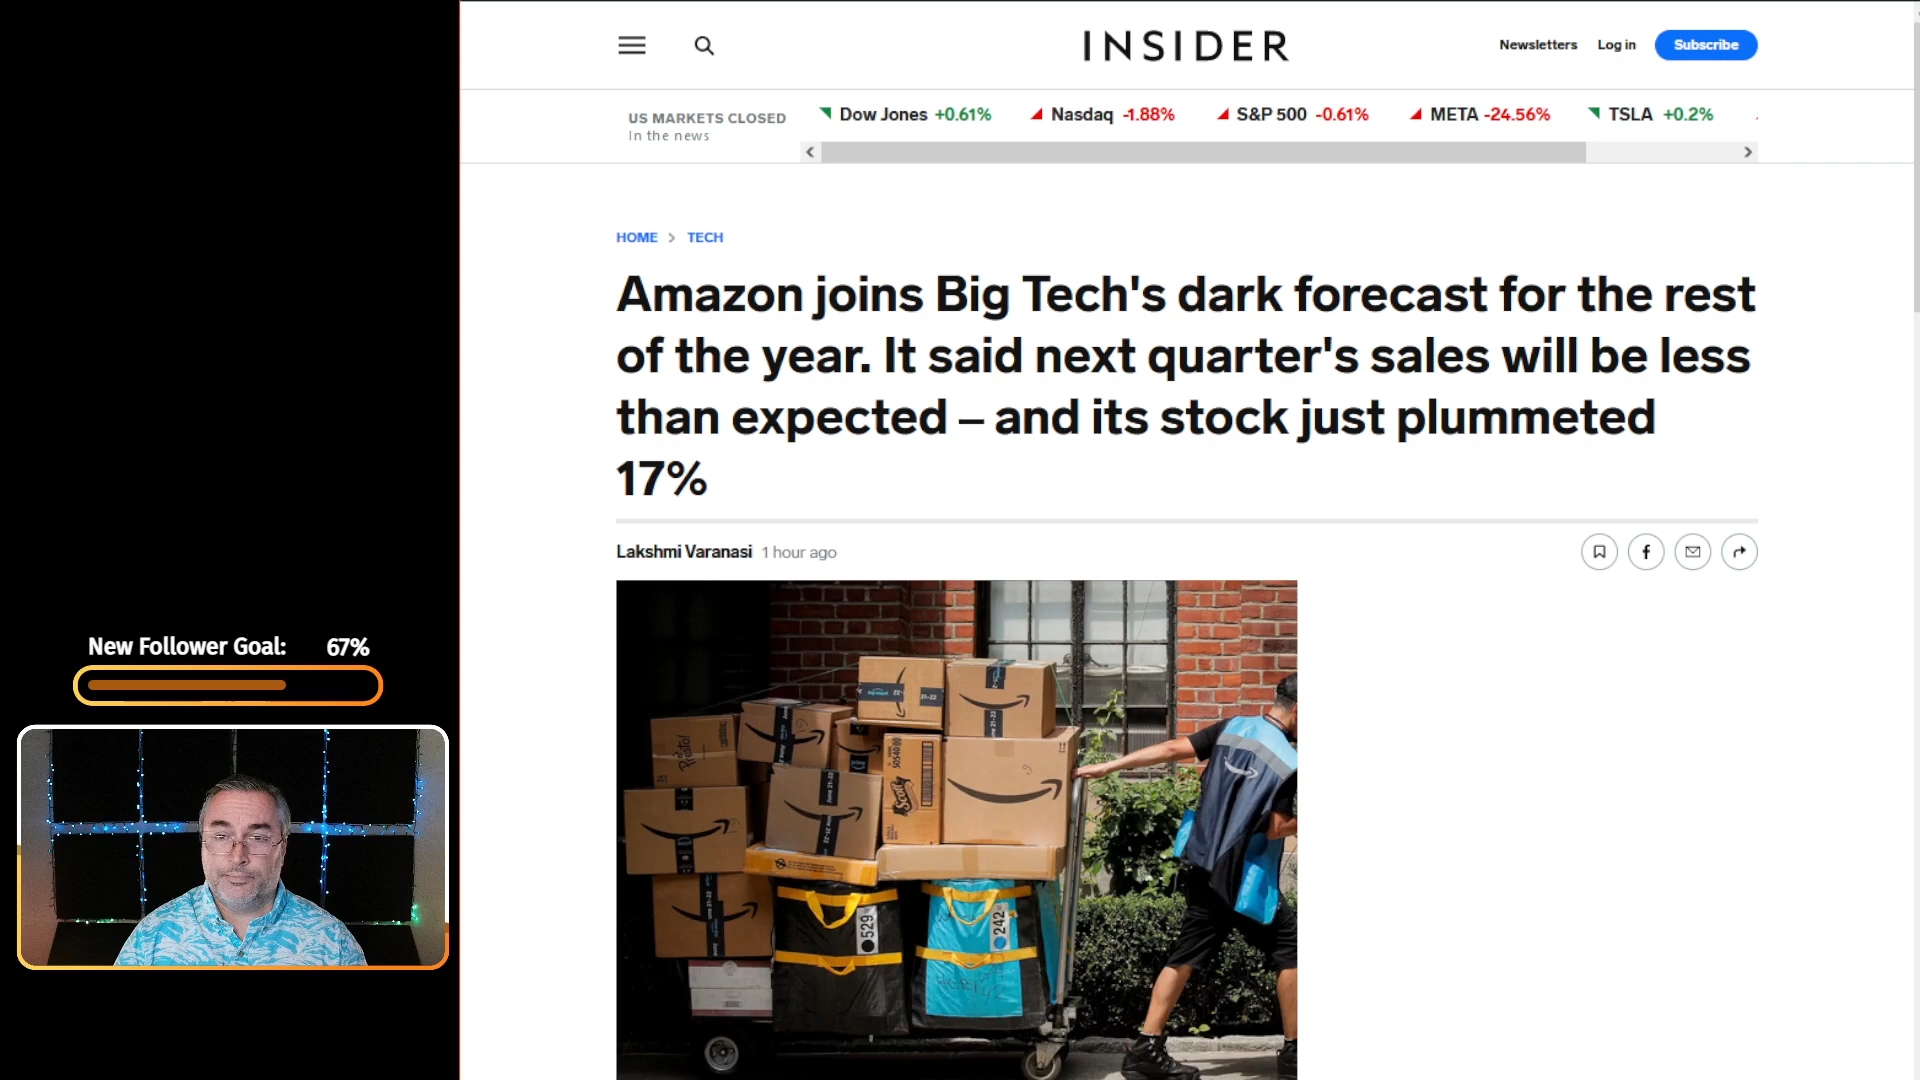 INSIDER
Newsletters Log in Subscribe
US MARKETS CLOSED
In the news
Dow Jones +0.61% Nasdaq -1.88% S&P 500 -0.61% META -24.56% TSLA +0.2%
HOME > TECH
Amazon joins Big Tech's dark forecast for the rest
of the year. It said next quarter's sales will be less
than expected – and its stock just plummeted
17%
Lakshmi Varanasi 1 hour ago
New Follower Goal: 67%
529
242